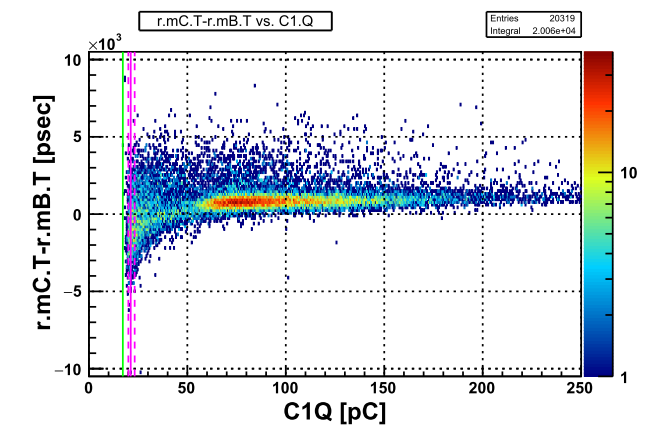 r.mC.T-r.mB.T vs. C1.Q
Entries 20319
Integral 2.006e+04
×10³
10
5
0
−5
−10
r.mC.T-r.mB.T [psec]
0 50 100 150 200 250
C1Q [pC]
10
1